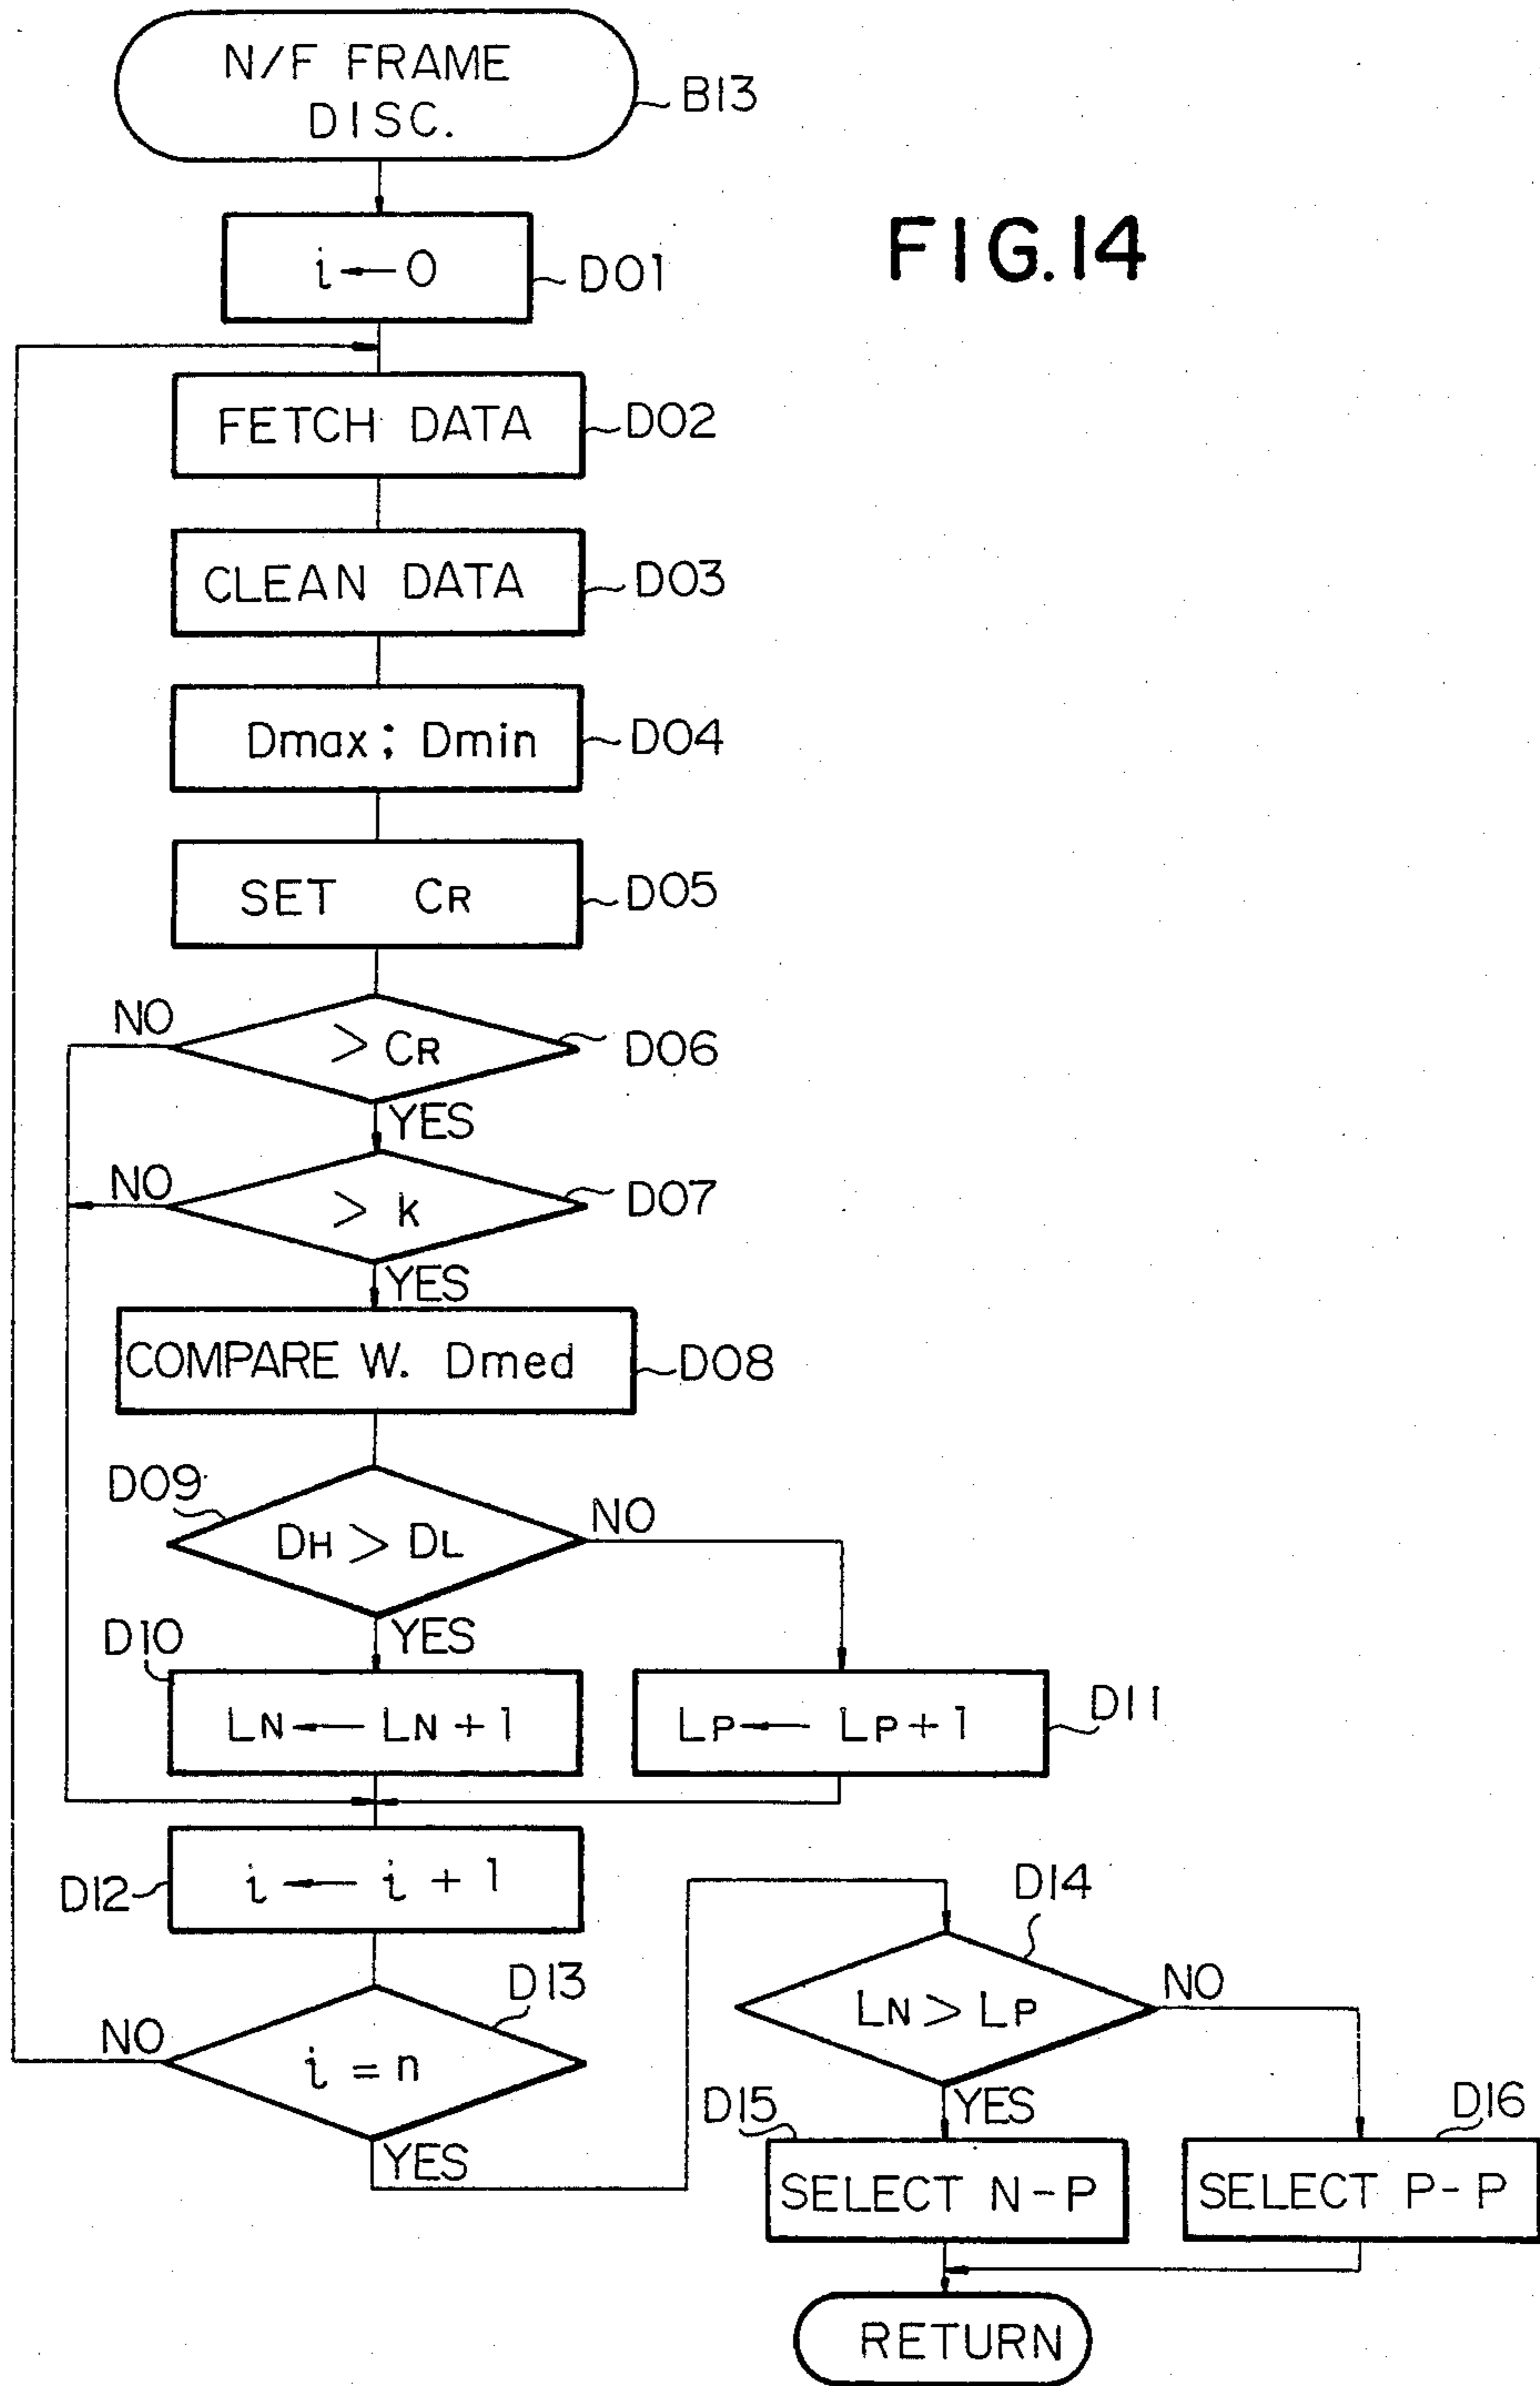 N/F FRAME
DISC.
B13
FIG.14
i ← 0
D01
FETCH DATA
D02
CLEAN DATA
D03
Dmax ; Dmin
D04
SET CR
D05
NO
> CR
D06
YES
NO
> k
D07
YES
COMPARE W. Dmed
D08
D09
DH > DL
NO
D10
YES
LN ← LN + 1
LP ← LP + 1
D11
D12
i ← i + 1
D14
D13
LN > LP
NO
NO
i = n
D15
YES
D16
YES
SELECT N-P
SELECT P-P
RETURN